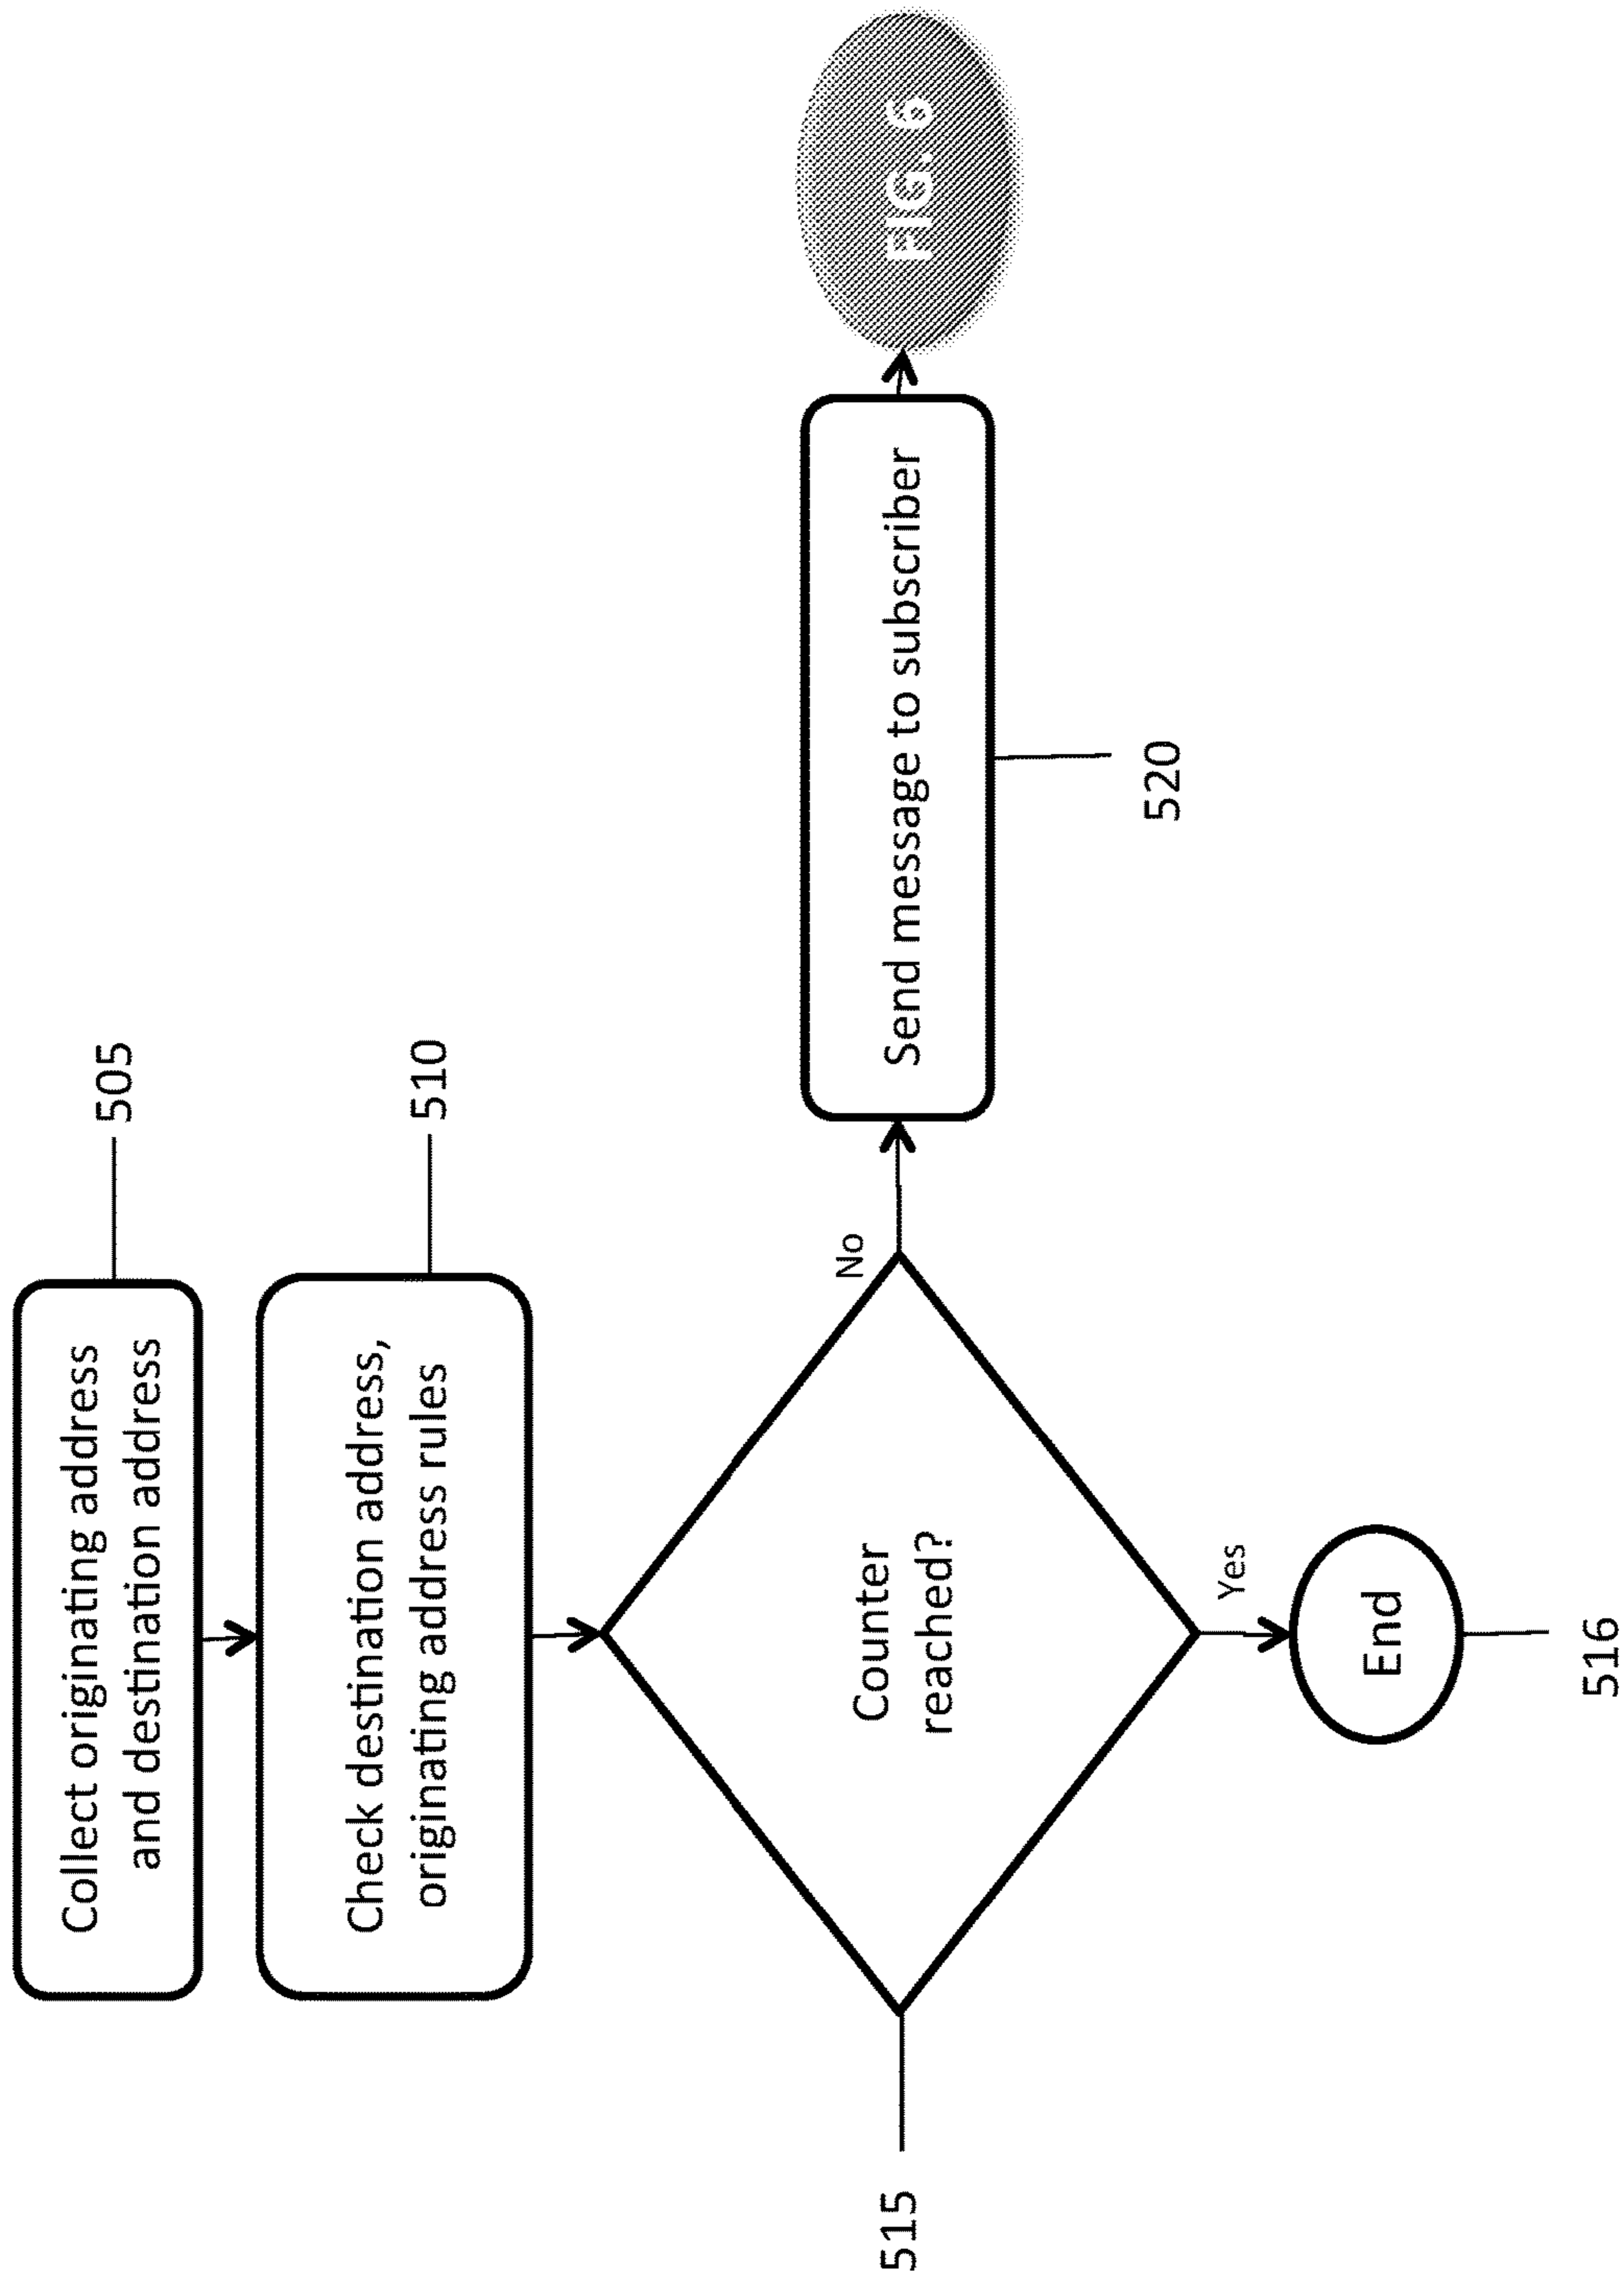 Collect originating address
and destination address
505
Check destination address,
originating address rules
510
515
Counter
reached?
No
Send message to subscriber
520
FIG. 6
Yes
End
516